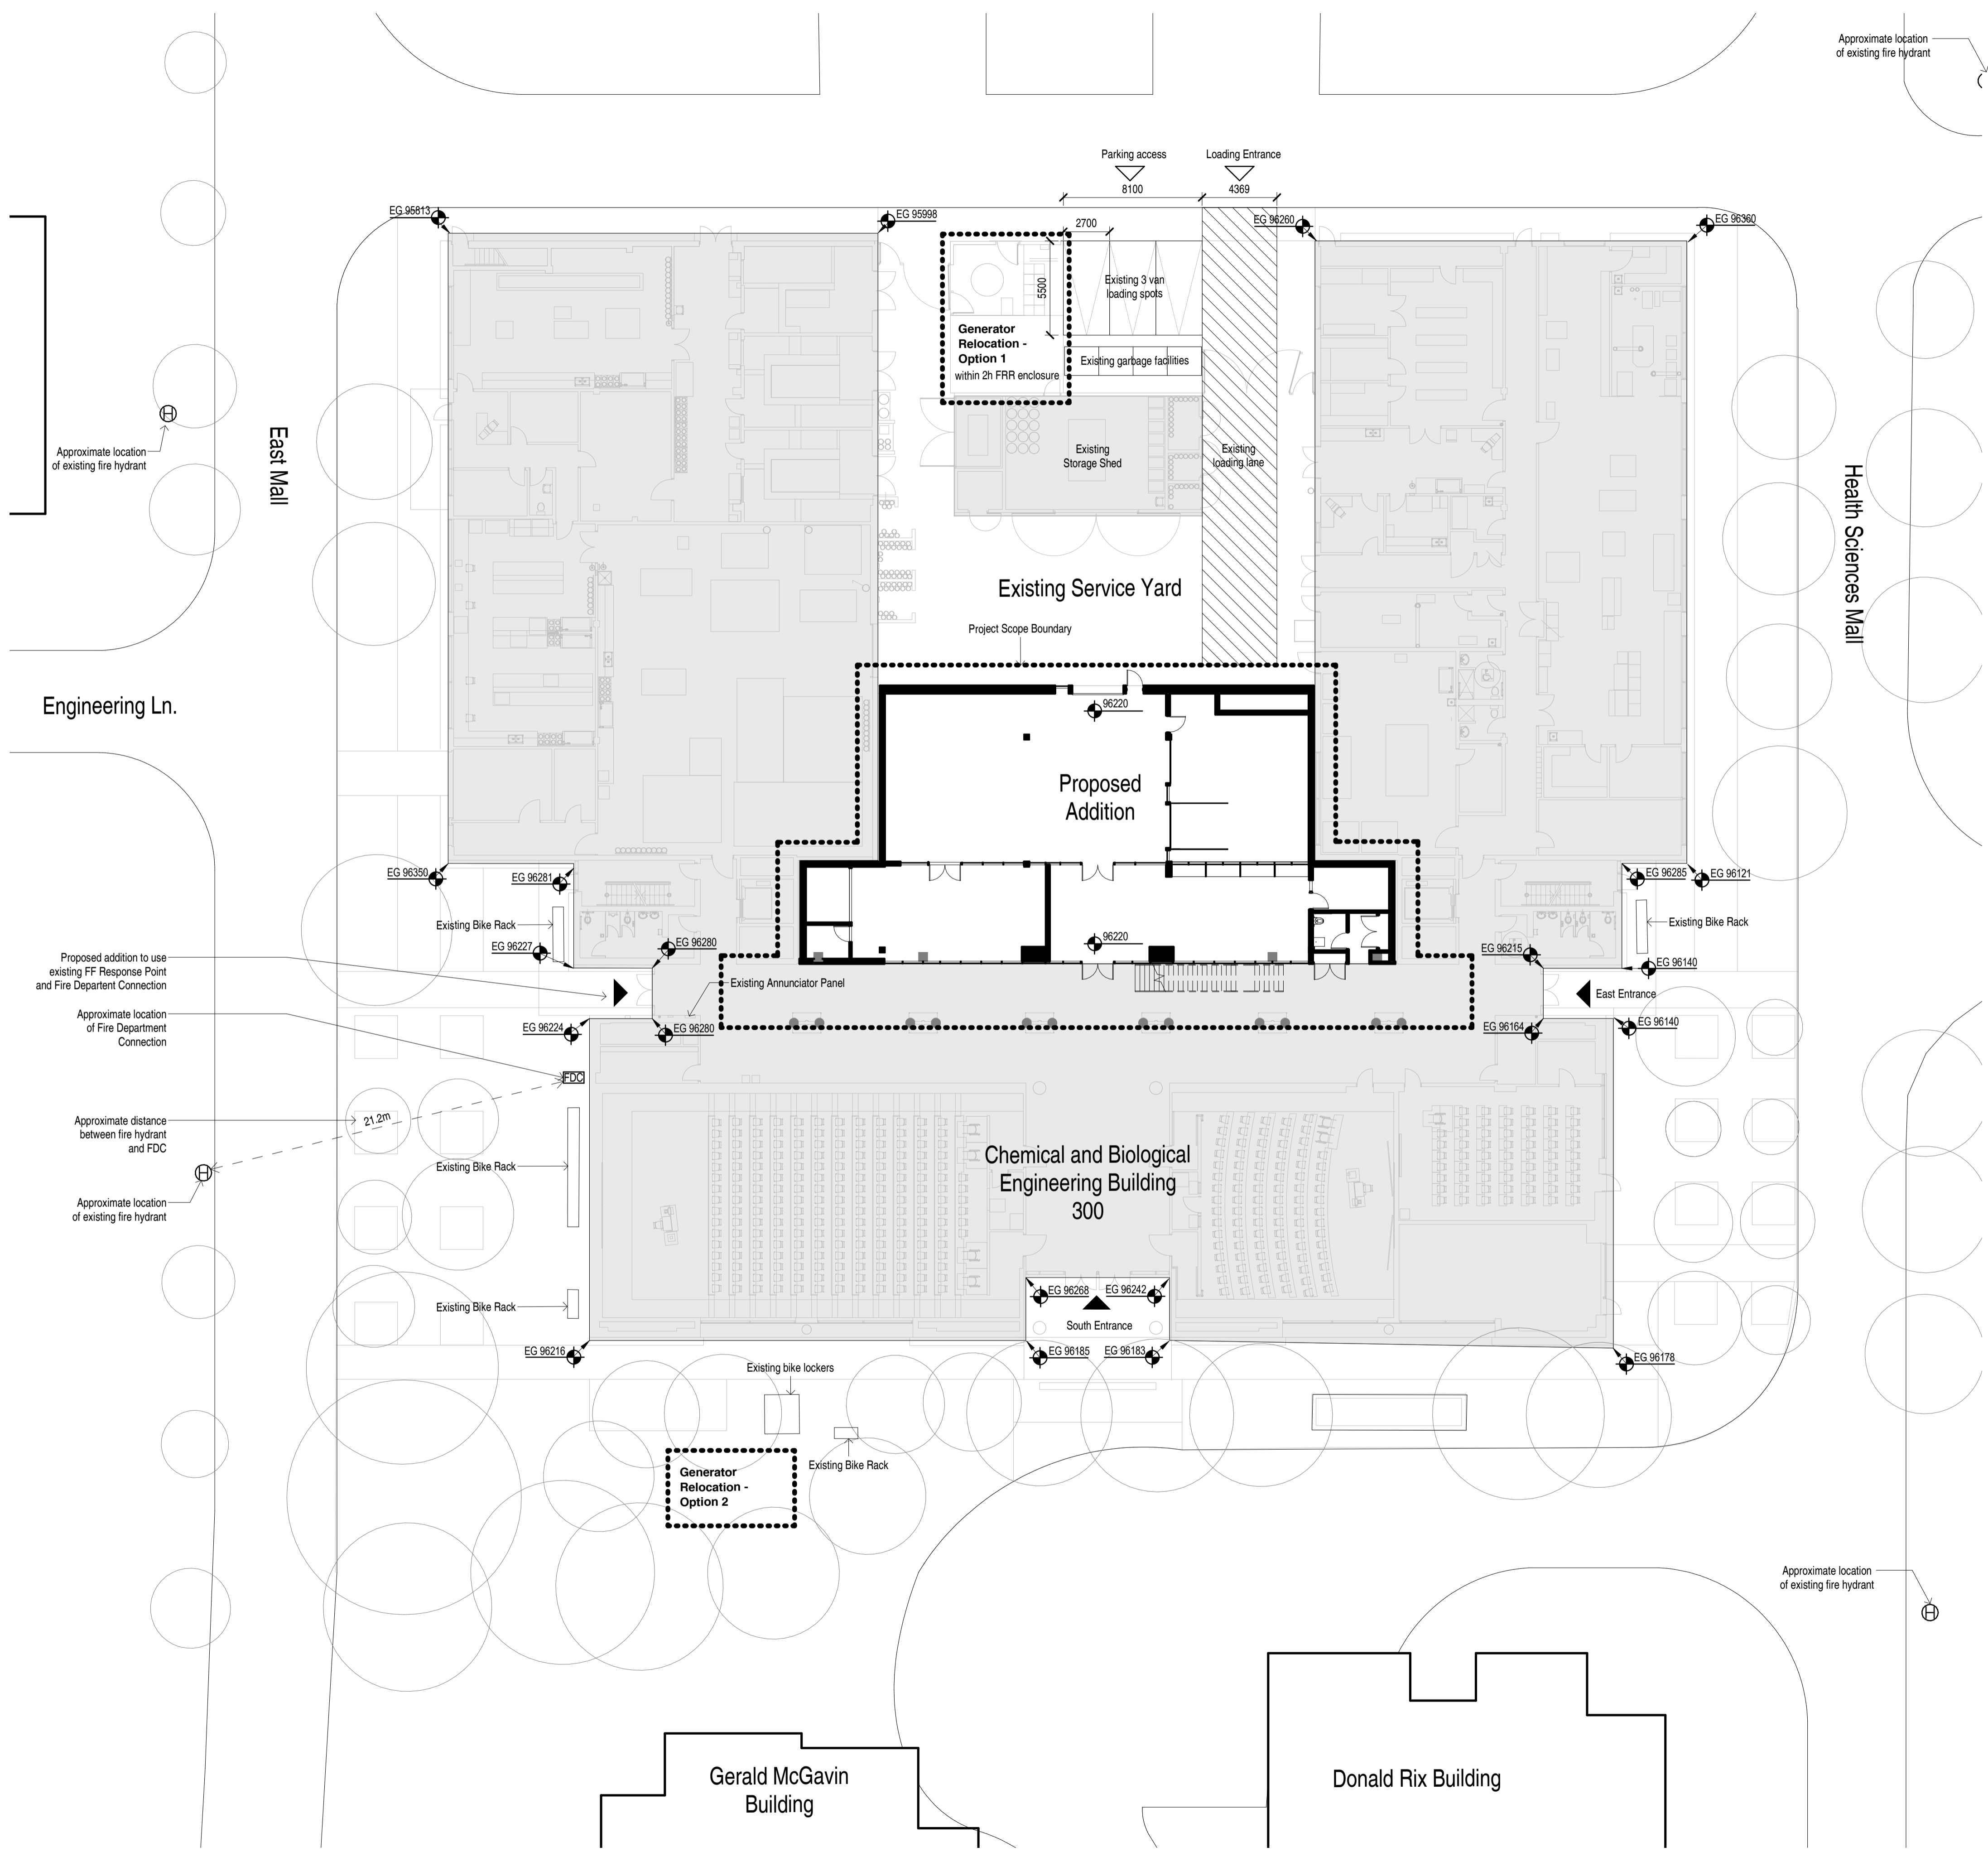 Approximate location
of existing fire hydrant
Parking access
Loading Entrance
8100
4369
EG 95813
EG 95998
2700
EG 96260
EG 96360
5500
Existing 3 van
loading spots
Generator
Relocation -
Option 1
within 2h FRR enclosure
Existing garbage facilities
East Mall
H
Approximate location
of existing fire hydrant
Existing
Storage Shed
Existing
loading lane
Health Sciences Mall
Existing Service Yard
Project Scope Boundary
Engineering Ln.
96220
Proposed
Addition
EG 96350
EG 96281
EG 96285
EG 96121
Existing Bike Rack
Existing Bike Rack
EG 96227
EG 96280
96220
EG 96215
EG 96140
Proposed addition to use
existing FF Response Point
and Fire Departent Connection
Existing Annunciator Panel
East Entrance
Approximate location
of Fire Department
Connection
EG 96224
EG 96280
EG 96164
EG 96140
FDC
Approximate distance
between fire hydrant
and FDC
21.2m
Existing Bike Rack
H
Approximate location
of existing fire hydrant
Chemical and Biological
Engineering Building
300
Existing Bike Rack
EG 96268
EG 96242
South Entrance
EG 96216
EG 96185
EG 96183
EG 96178
Existing bike lockers
Existing Bike Rack
Generator
Relocation -
Option 2
Approximate location
of existing fire hydrant
H
Gerald McGavin
Building
Donald Rix Building